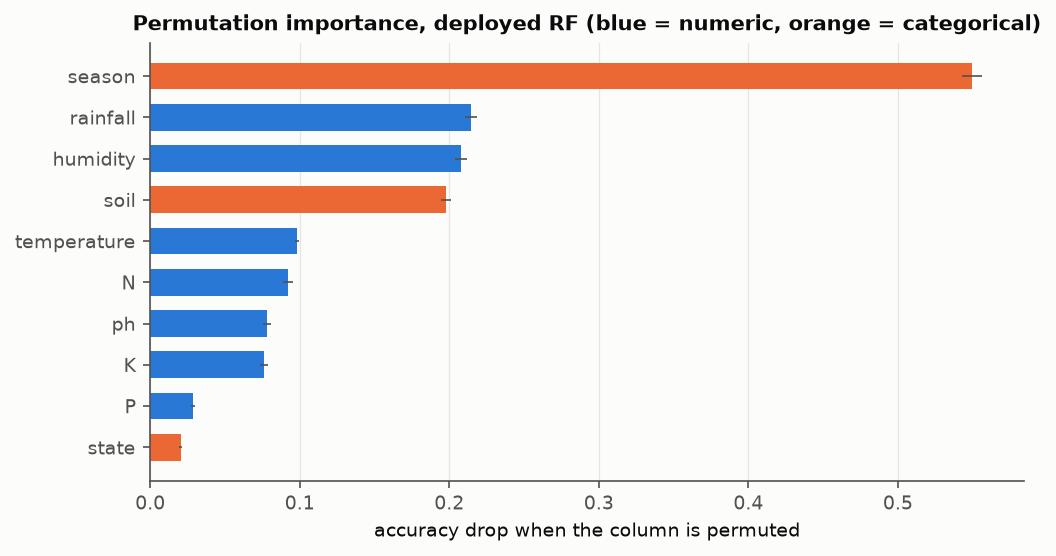 Permutation importance, deployed RF (blue = numeric, orange = categorical)
season
rainfall
humidity
soil
temperature
N
ph
K
P
state
0.0 0.1 0.2 0.3 0.4 0.5
accuracy drop when the column is permuted